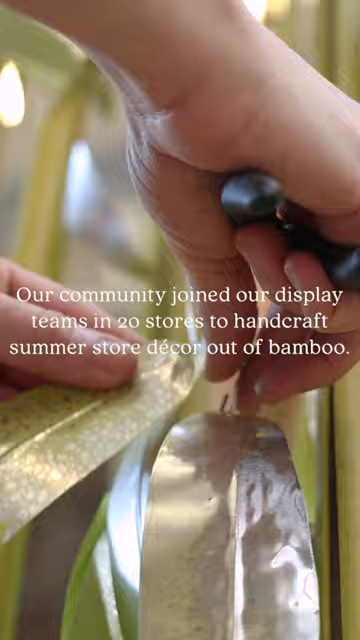 Our community joined our display
teams in 20 stores to handcraft
summer store décor out of bamboo.